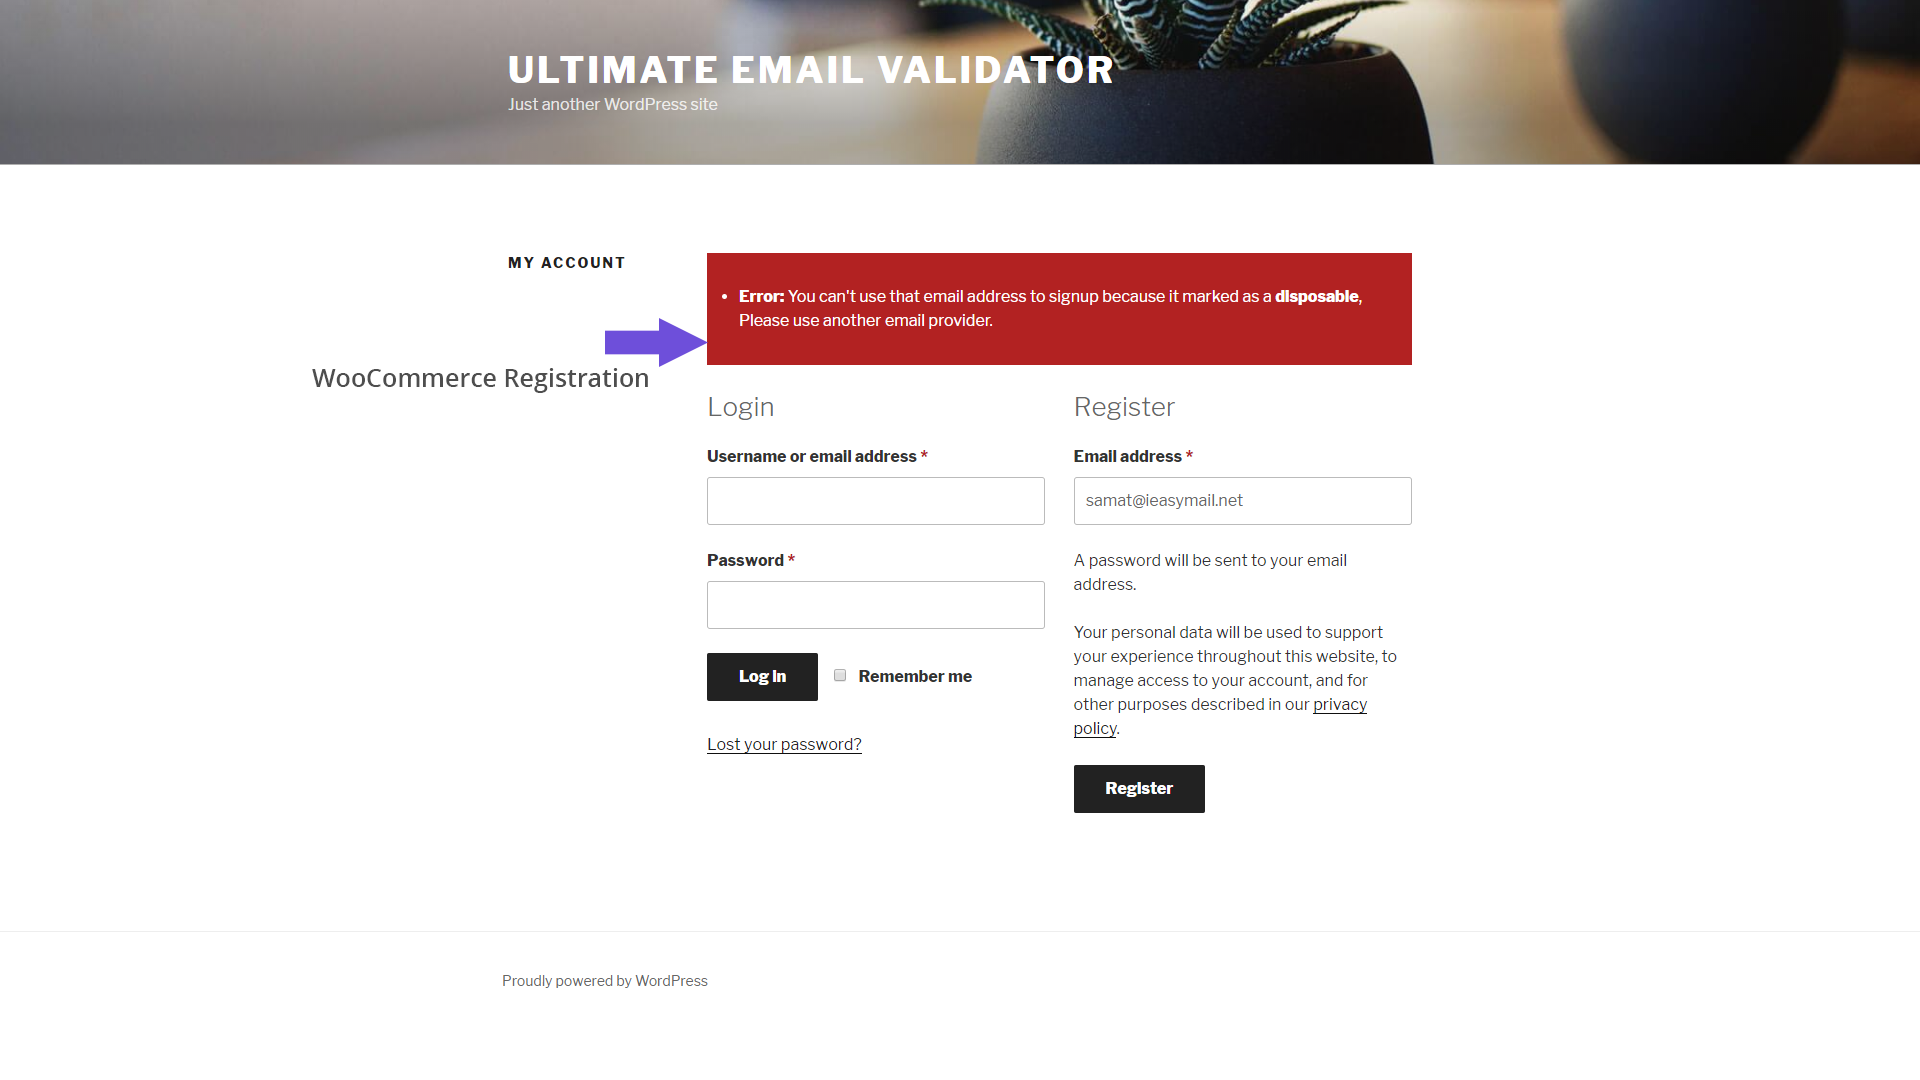 ULTIMATE EMAIL VALIDATOR
Just another WordPress site
MY ACCOUNT
Error: You can't use that email address to signup because it marked as a disposable,
Please use another email provider.
WooCommerce Registration
Login
Username or email address *
Password *
Log in
Remember me
Lost your password?
Register
Email address *
samat@ieasymail.net
A password will be sent to your email
address.
Your personal data will be used to support
your experience throughout this website, to
manage access to your account, and for
other purposes described in our privacy
policy.
Register
Proudly powered by WordPress